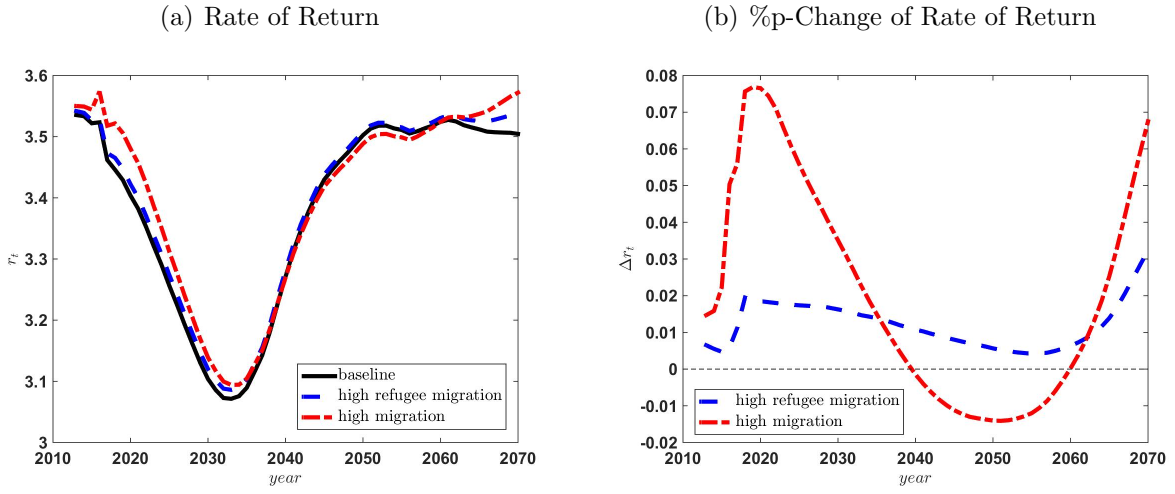 (a) Rate of Return
3.6
3.5
3.4
3.3
3.2
3.1
3
r_t
2010 2020 2030 2040 2050 2060 2070
year
baseline
high refugee migration
high migration
(b) %p-Change of Rate of Return
0.08
0.07
0.06
0.05
0.04
0.03
0.02
0.01
0
-0.01
-0.02
Δr_t
2010 2020 2030 2040 2050 2060 2070
year
high refugee migration
high migration